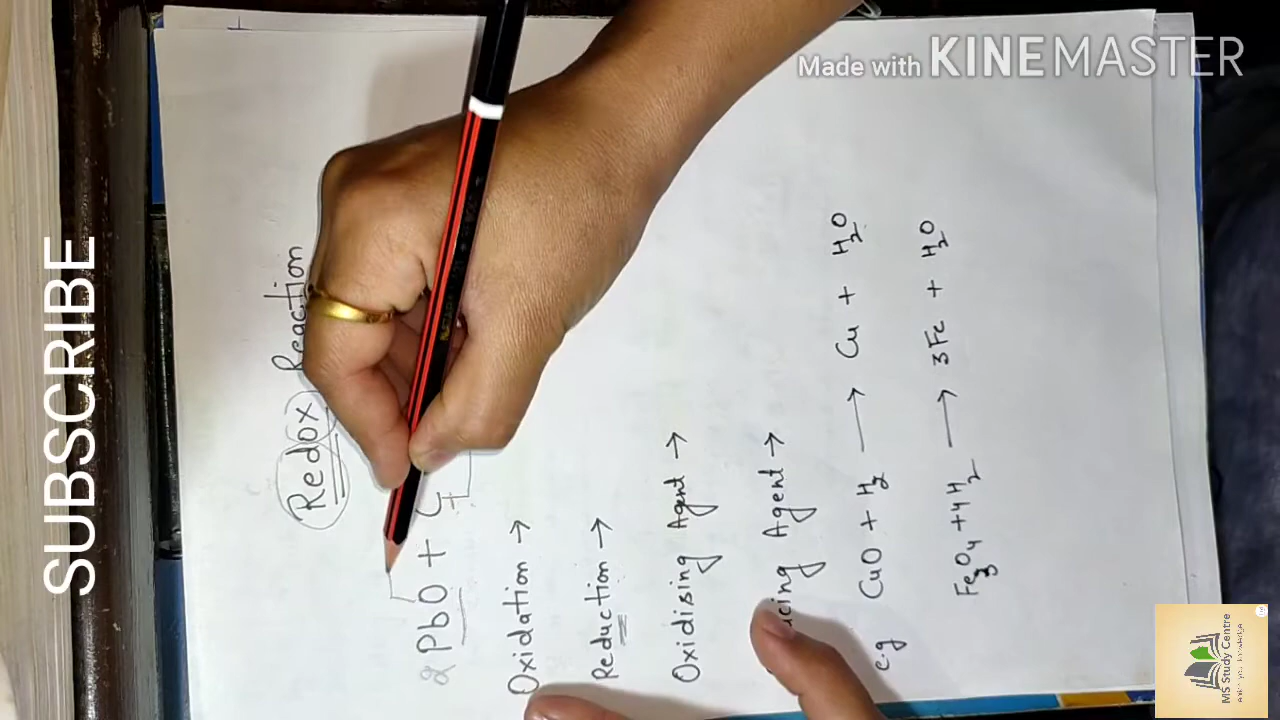 Made with KINEMASTER
SUBSCRIBE
Redox Reaction
2 PbO + C
Oxidation →
Reduction →
Oxidising Agent →
Agent →
e.g CuO + H₂ → Cu + H₂O
Fe₃O₄ + 4H₂ → 3Fe + H₂O
MS Study Centre